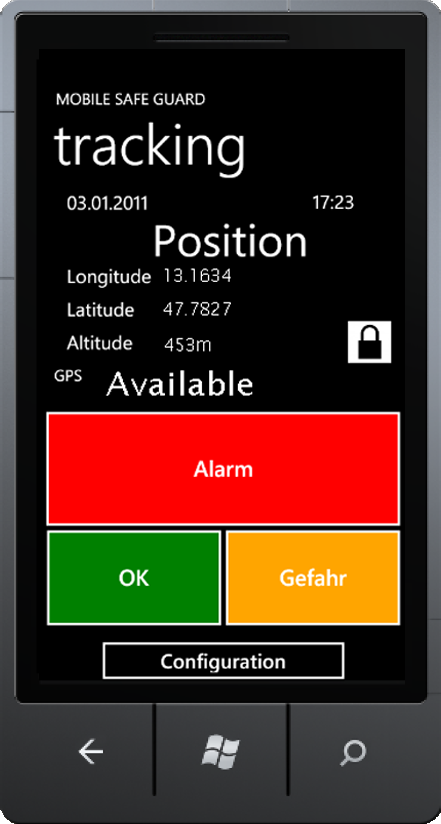 MOBILE SAFE GUARD
tracking
03.01.2011 17:23
Position
Longitude 13.1634
Latitude 47.7827
Altitude 453m
GPS Available
Alarm
OK Gefahr
Configuration